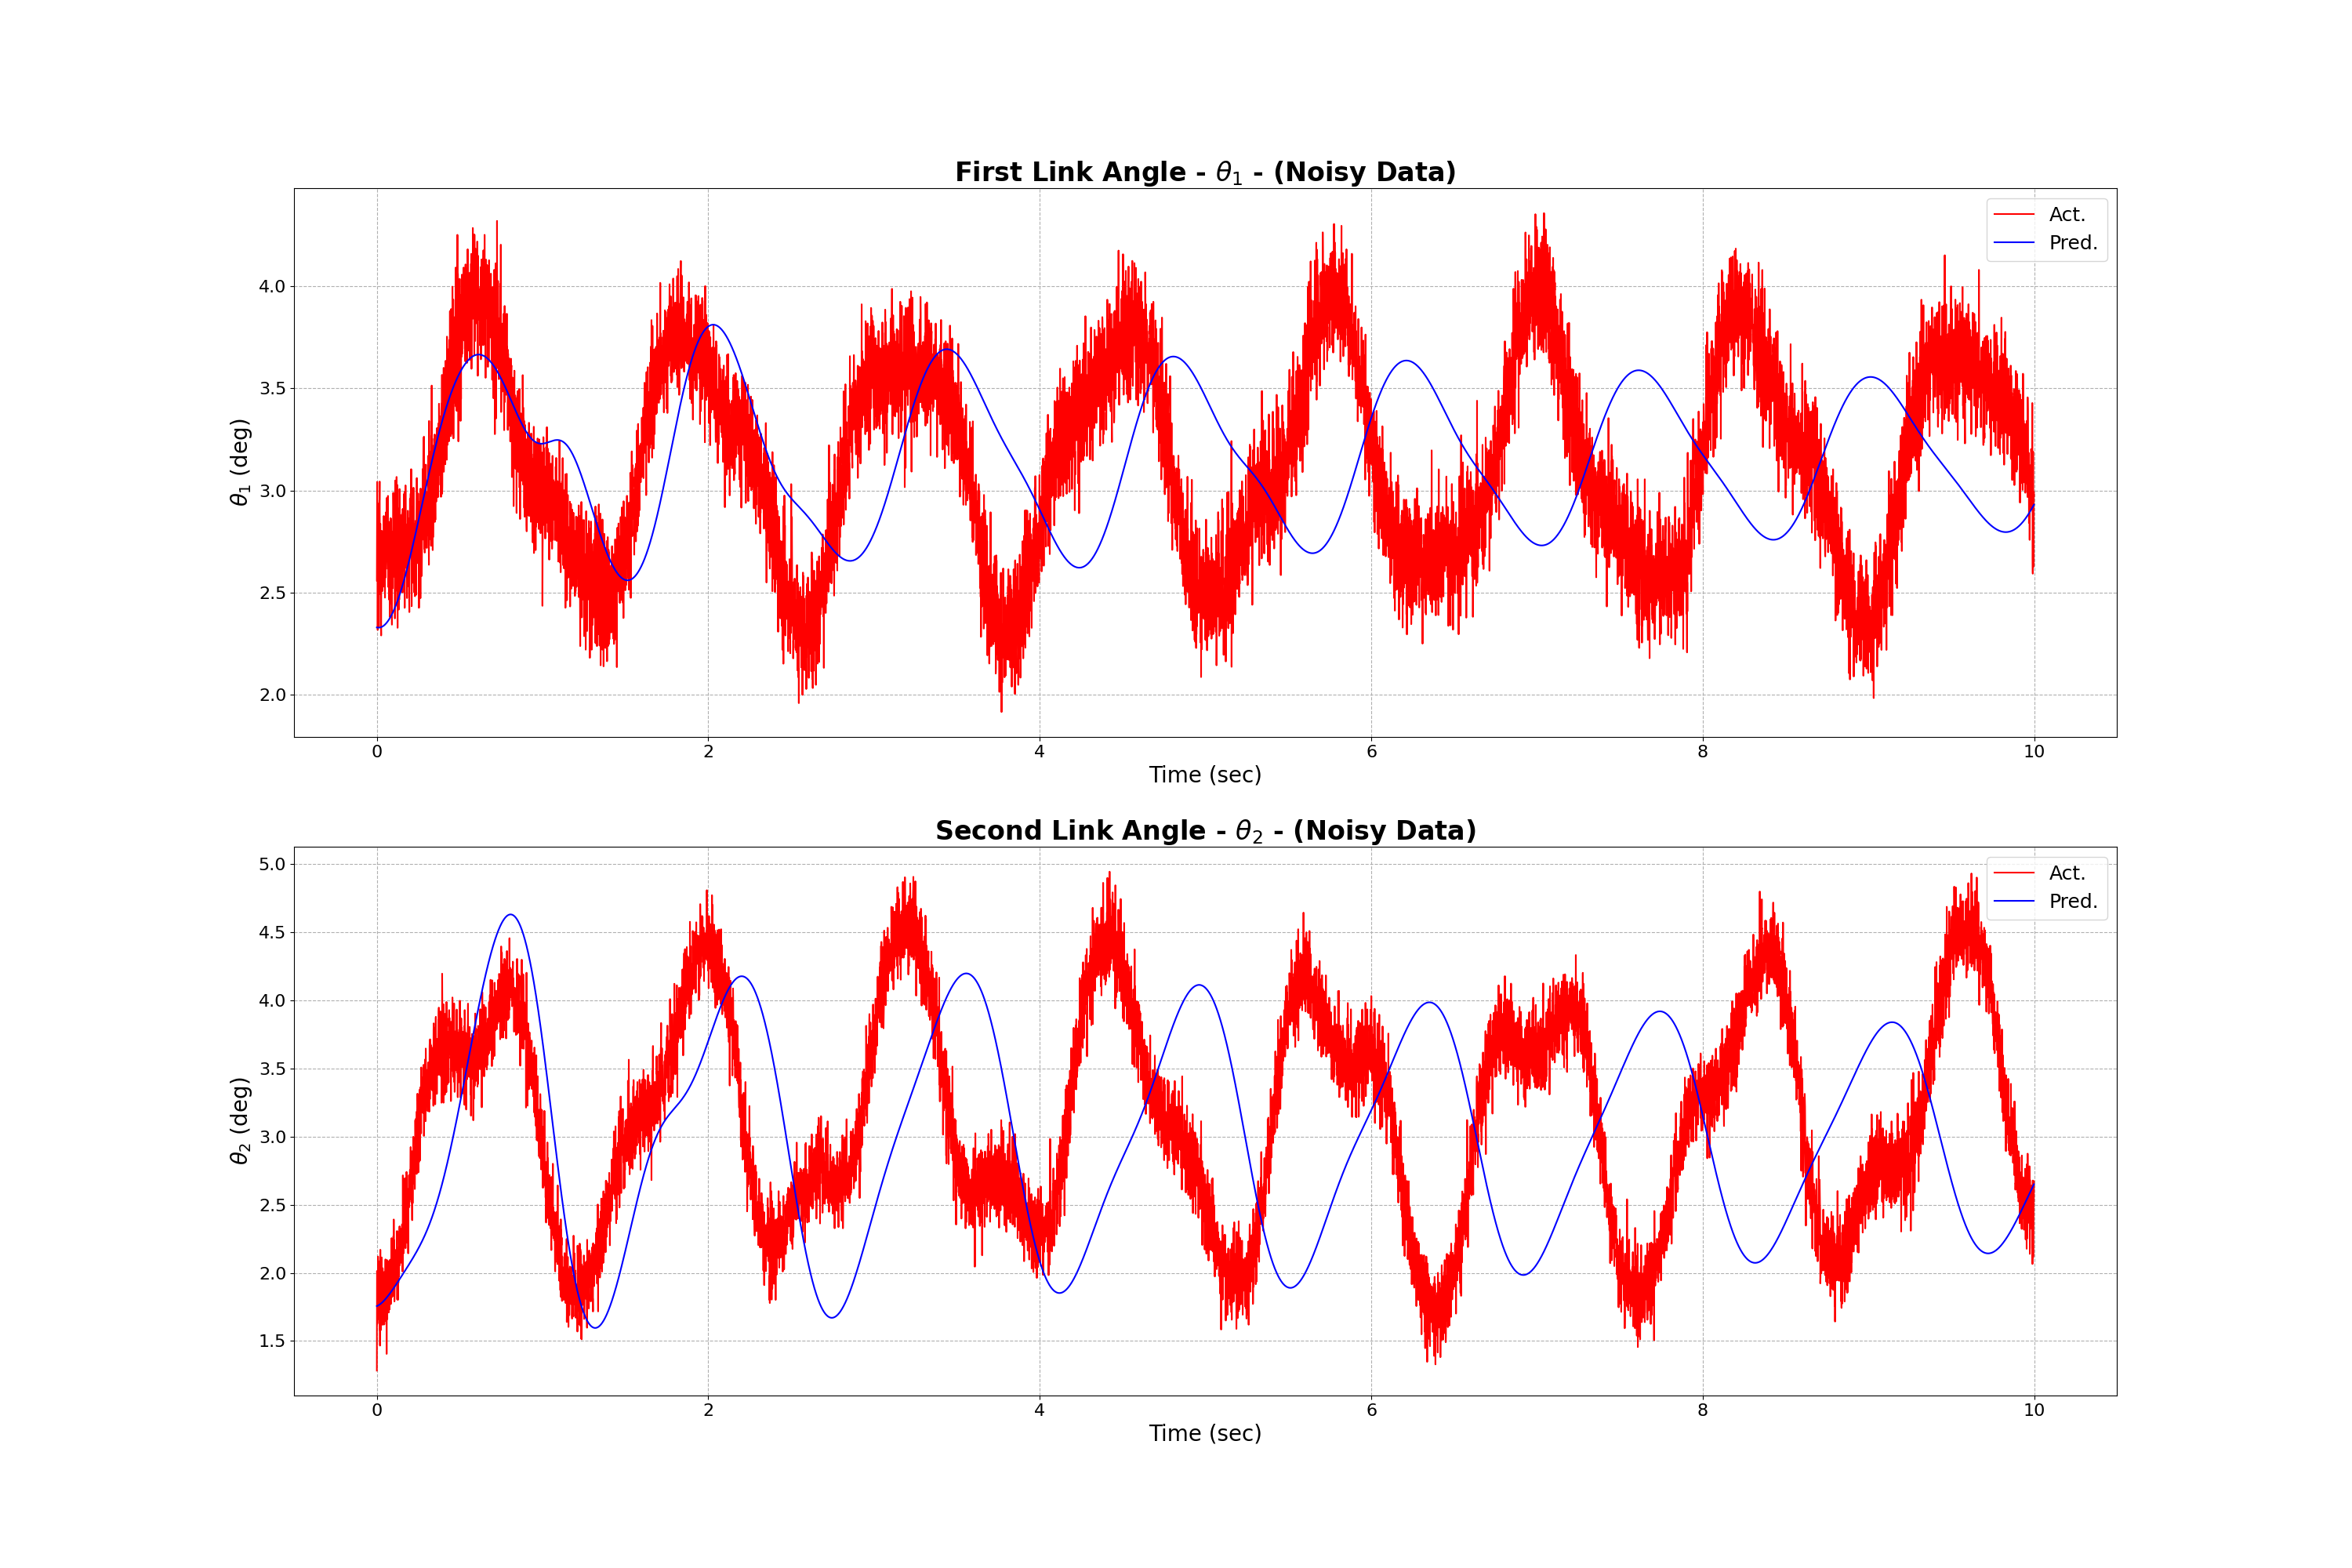 First Link Angle - θ₁ - (Noisy Data)
Act.
Pred.
4.0
3.5
3.0
2.5
2.0
θ₁ (deg)
0 2 4 6 8 10
Time (sec)
Second Link Angle - θ₂ - (Noisy Data)
Act.
Pred.
5.0
4.5
4.0
3.5
3.0
2.5
2.0
1.5
θ₂ (deg)
0 2 4 6 8 10
Time (sec)